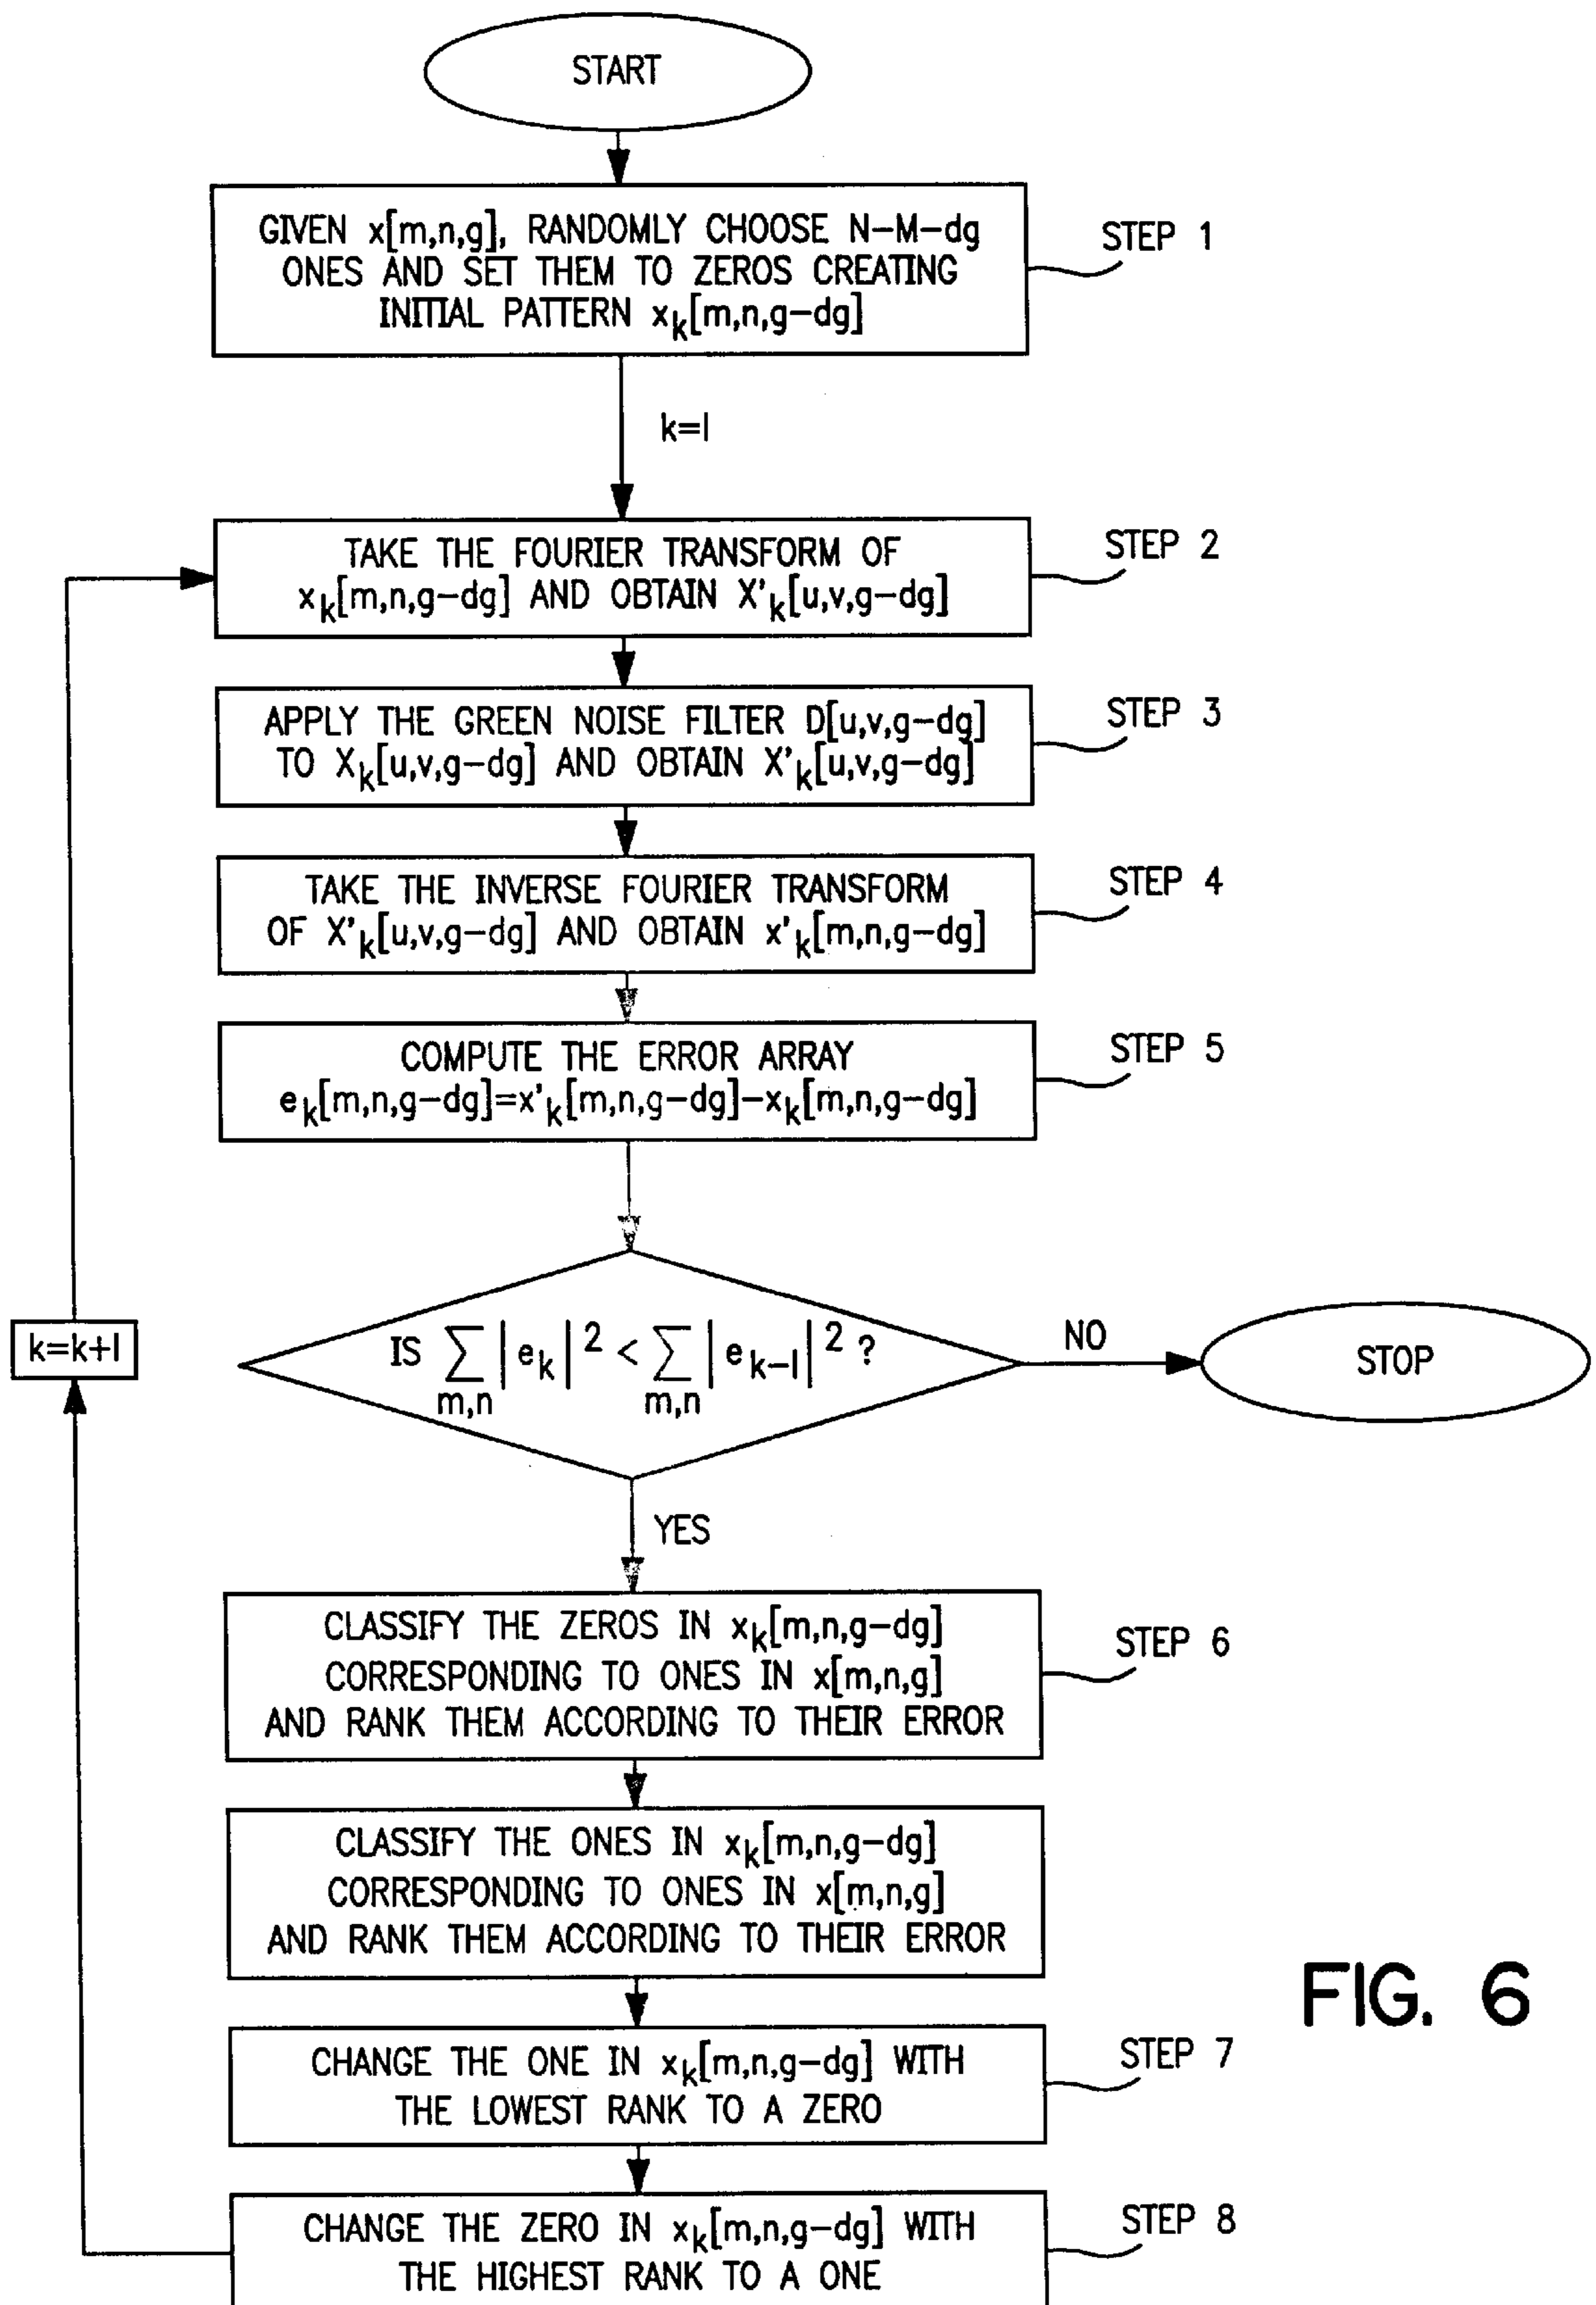 START
GIVEN x[m,n,g], RANDOMLY CHOOSE N-M-dg
ONES AND SET THEM TO ZEROS CREATING
INITIAL PATTERN xk[m,n,g-dg]
STEP 1
k=1
TAKE THE FOURIER TRANSFORM OF
xk[m,n,g-dg] AND OBTAIN X'k[u,v,g-dg]
STEP 2
APPLY THE GREEN NOISE FILTER D[u,v,g-dg]
TO Xk[u,v,g-dg] AND OBTAIN X'k[u,v,g-dg]
STEP 3
TAKE THE INVERSE FOURIER TRANSFORM
OF X'k[u,v,g-dg] AND OBTAIN x'k[m,n,g-dg]
STEP 4
COMPUTE THE ERROR ARRAY
ek[m,n,g-dg]=x'k[m,n,g-dg]-xk[m,n,g-dg]
STEP 5
IS ∑m,n |ek|2 < ∑m,n |ek-1|2 ?
NO
STOP
k=k+1
YES
CLASSIFY THE ZEROS IN xk[m,n,g-dg]
CORRESPONDING TO ONES IN x[m,n,g]
AND RANK THEM ACCORDING TO THEIR ERROR
STEP 6
CLASSIFY THE ONES IN xk[m,n,g-dg]
CORRESPONDING TO ONES IN x[m,n,g]
AND RANK THEM ACCORDING TO THEIR ERROR
CHANGE THE ONE IN xk[m,n,g-dg] WITH
THE LOWEST RANK TO A ZERO
STEP 7
CHANGE THE ZERO IN xk[m,n,g-dg] WITH
THE HIGHEST RANK TO A ONE
STEP 8
FIG. 6